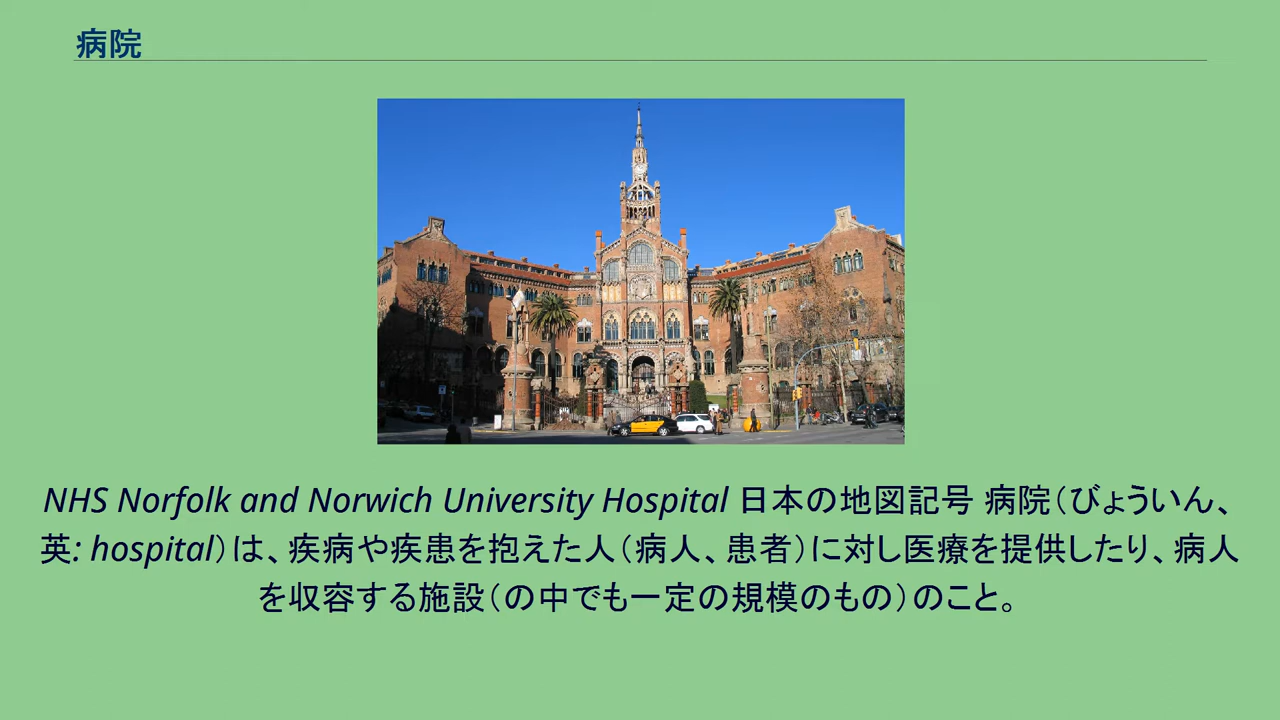 病院
NHS Norfolk and Norwich University Hospital 日本の地図記号 病院（びょういん、
英: hospital）は、疾病や疾患を抱えた人（病人、患者）に対し医療を提供したり、病人
を収容する施設（の中でも一定の規模のもの）のこと。